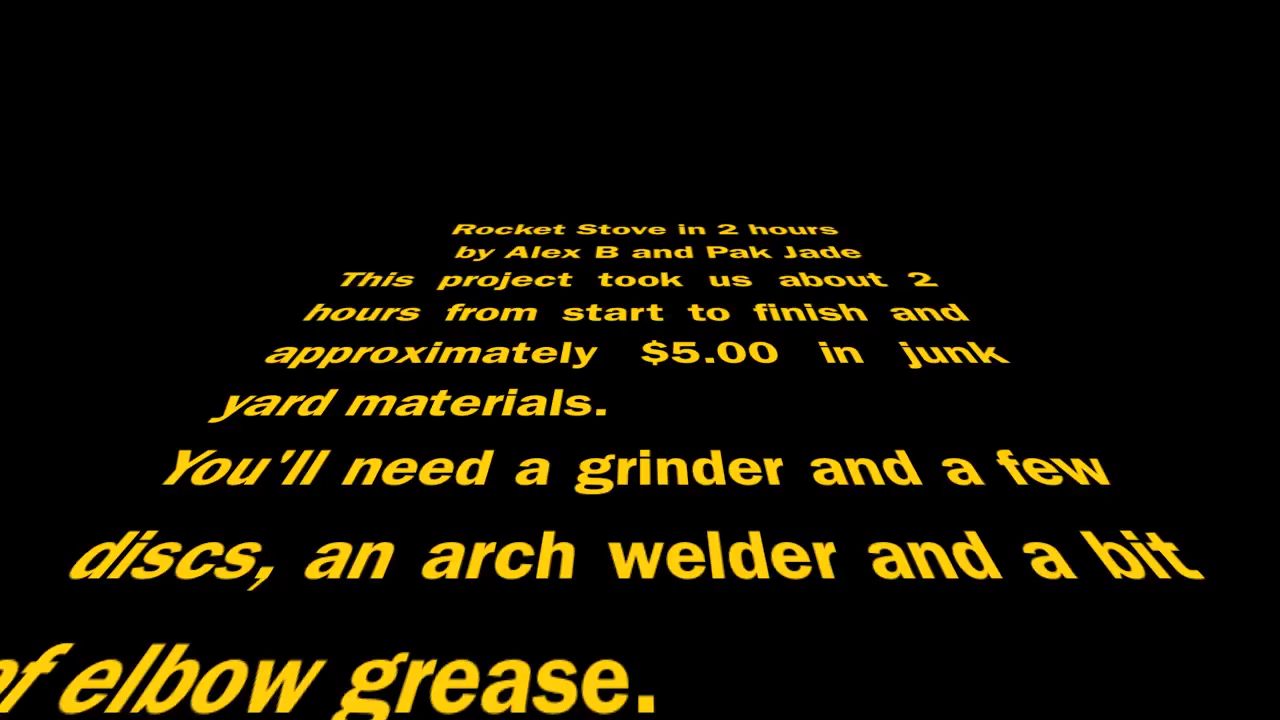 Rocket Stove in 2 hours
by Alex B and Pak Jade
This project took us about 2
hours from start to finish and
approximately $5.00 in junk
yard materials.
You'll need a grinder and a few
discs, an arch welder and a bit
of elbow grease.